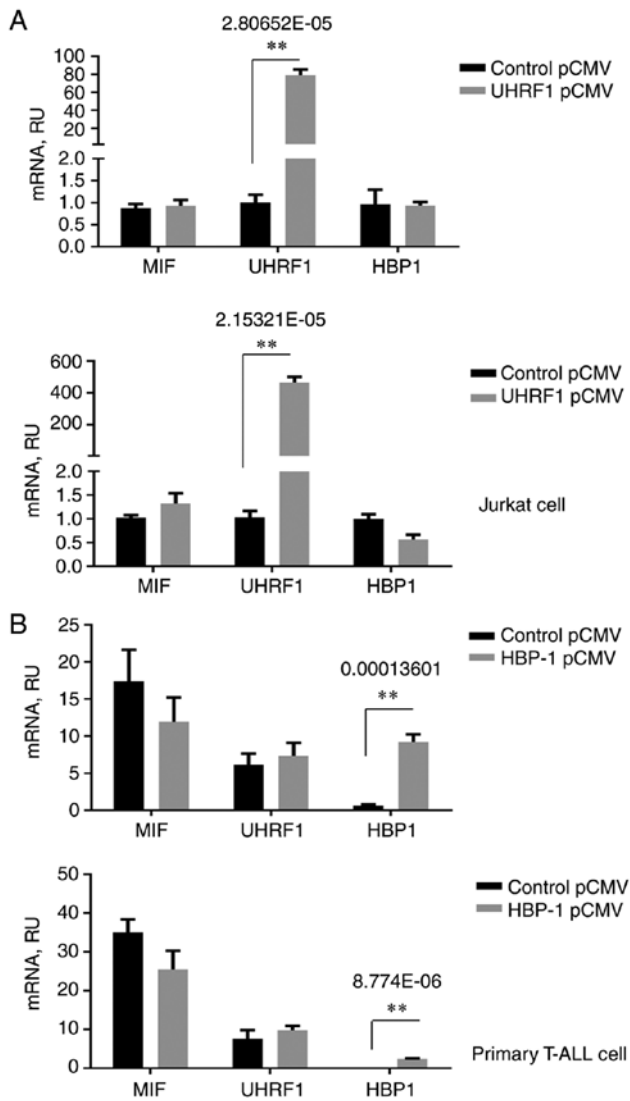 A
2.80652E-05
**
mRNA, RU
100
80
60
40
20
2.0
1.5
1.0
0.5
0.0
MIF UHRF1 HBP1
Control pCMV
UHRF1 pCMV
2.15321E-05
**
mRNA, RU
600
400
200
2.0
1.5
1.0
0.5
0.0
MIF UHRF1 HBP1
Control pCMV
UHRF1 pCMV
Jurkat cell
B
0.00013601
**
mRNA, RU
25
20
15
10
5
0
MIF UHRF1 HBP1
Control pCMV
HBP-1 pCMV
8.774E-06
**
mRNA, RU
40
30
20
10
0
MIF UHRF1 HBP1
Control pCMV
HBP-1 pCMV
Primary T-ALL cell